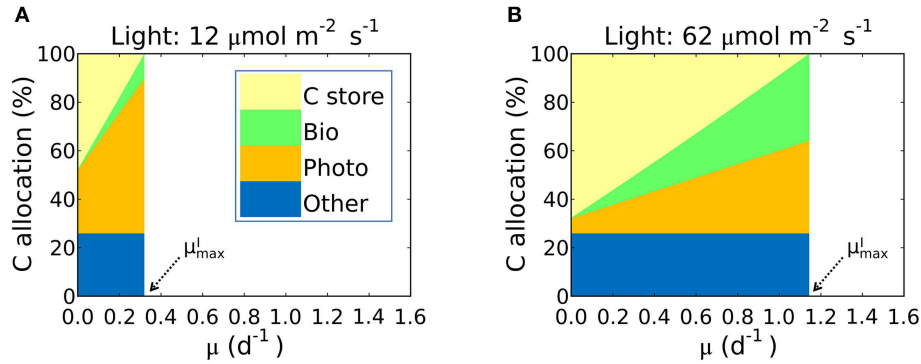 A
Light: 12 μmol m⁻² s⁻¹
C allocation (%)
100
80
60
40
20
0
C store
Bio
Photo
Other
μᴵmax
0.0 0.2 0.4 0.6 0.8 1.0 1.2 1.4 1.6
μ (d⁻¹)
B
Light: 62 μmol m⁻² s⁻¹
C allocation (%)
100
80
60
40
20
0
μᴵmax
0.0 0.2 0.4 0.6 0.8 1.0 1.2 1.4 1.6
μ (d⁻¹)